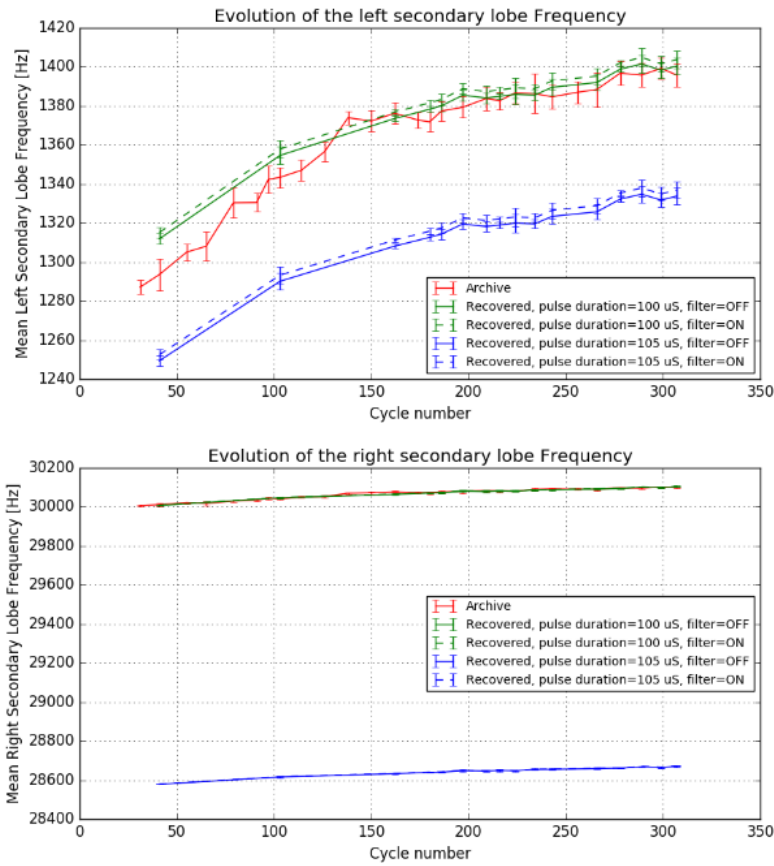 Evolution of the left secondary lobe Frequency
Mean Left Secondary Lobe Frequency [Hz]
1420
1400
1380
1360
1340
1320
1300
1280
1260
1240
Archive
Recovered, pulse duration=100 uS, filter=OFF
Recovered, pulse duration=100 uS, filter=ON
Recovered, pulse duration=105 uS, filter=OFF
Recovered, pulse duration=105 uS, filter=ON
0 50 100 150 200 250 300 350
Cycle number
Evolution of the right secondary lobe Frequency
Mean Right Secondary Lobe Frequency [Hz]
30200
30000
29800
29600
29400
29200
29000
28800
28600
28400
Archive
Recovered, pulse duration=100 uS, filter=OFF
Recovered, pulse duration=100 uS, filter=ON
Recovered, pulse duration=105 uS, filter=OFF
Recovered, pulse duration=105 uS, filter=ON
0 50 100 150 200 250 300 350
Cycle number